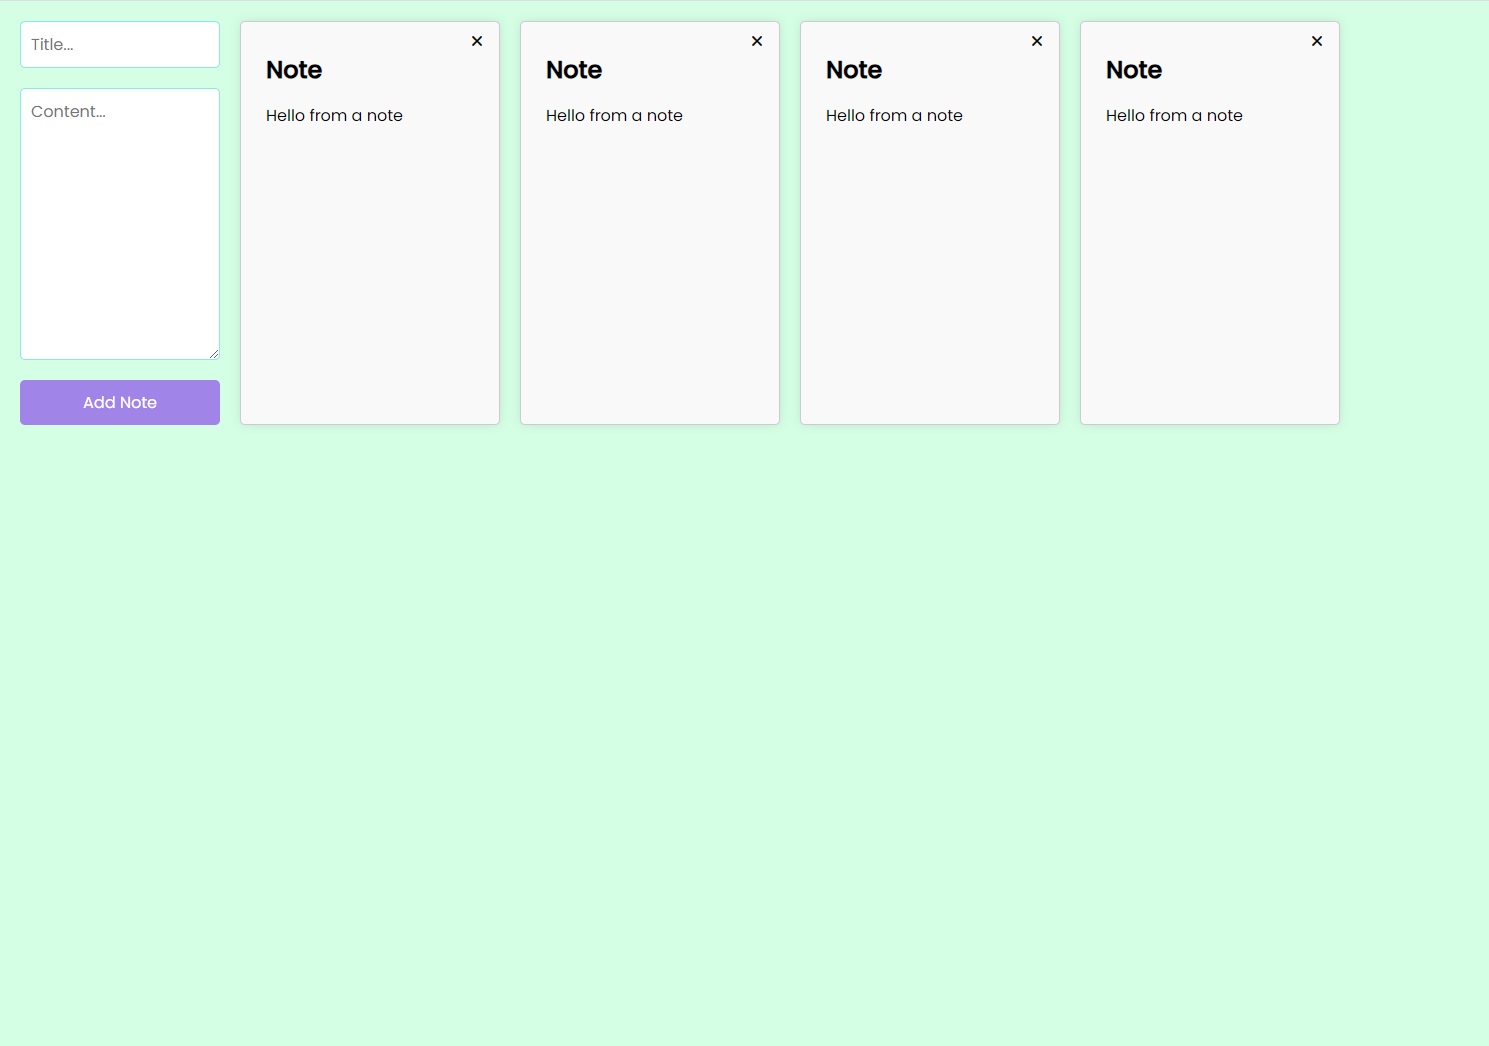 Title...
Content...
Add Note
×
Note
Hello from a note
×
Note
Hello from a note
×
Note
Hello from a note
×
Note
Hello from a note